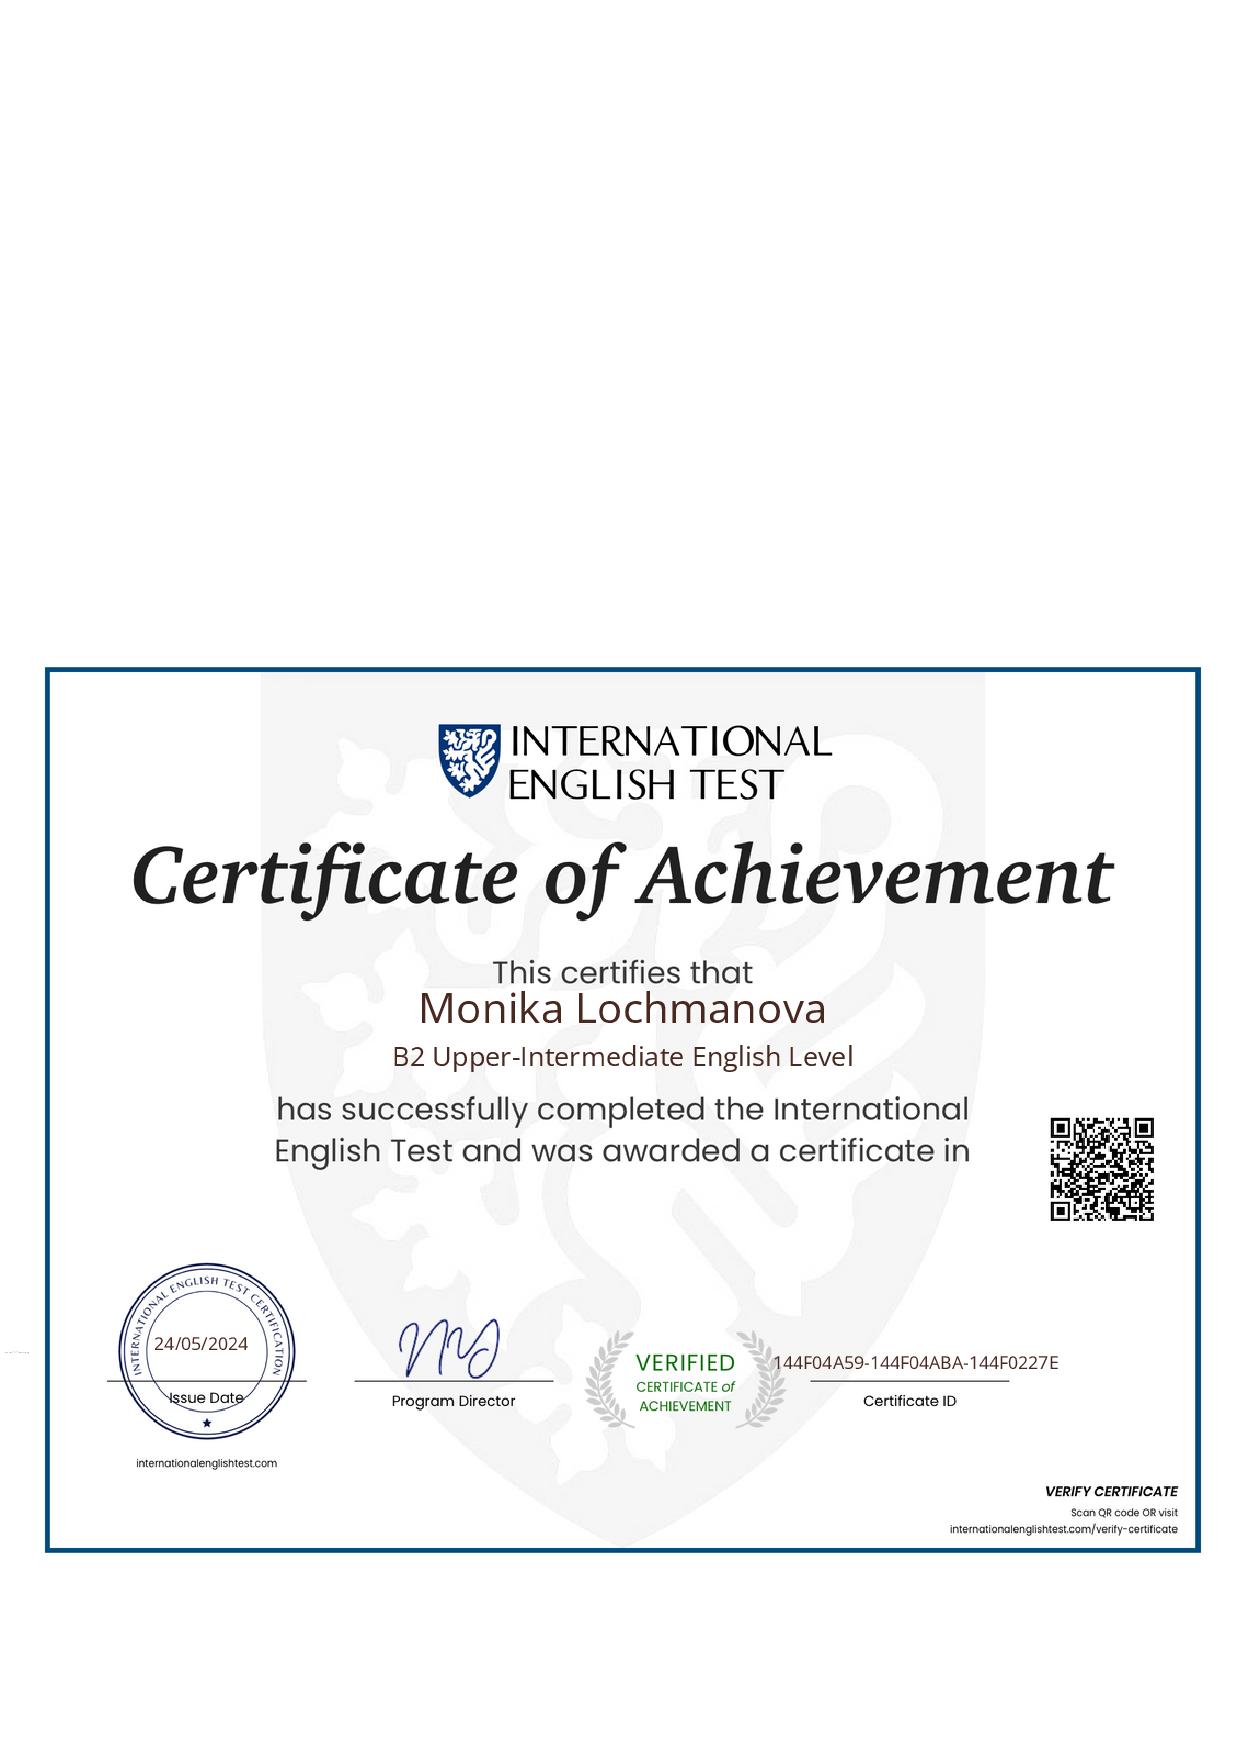 INTERNATIONAL
ENGLISH TEST
Certificate of Achievement
This certifies that
Monika Lochmanova
B2 Upper-Intermediate English Level
has successfully completed the International
English Test and was awarded a certificate in
INTERNATIONAL ENGLISH TEST CERTIFICATION
24/05/2024
Issue Date
internationalenglishtest.com
Program Director
VERIFIED
CERTIFICATE of
ACHIEVEMENT
144F04A59-144F04ABA-144F0227E
Certificate ID
VERIFY CERTIFICATE
Scan QR code OR visit
internationalenglishtest.com/verify-certificate